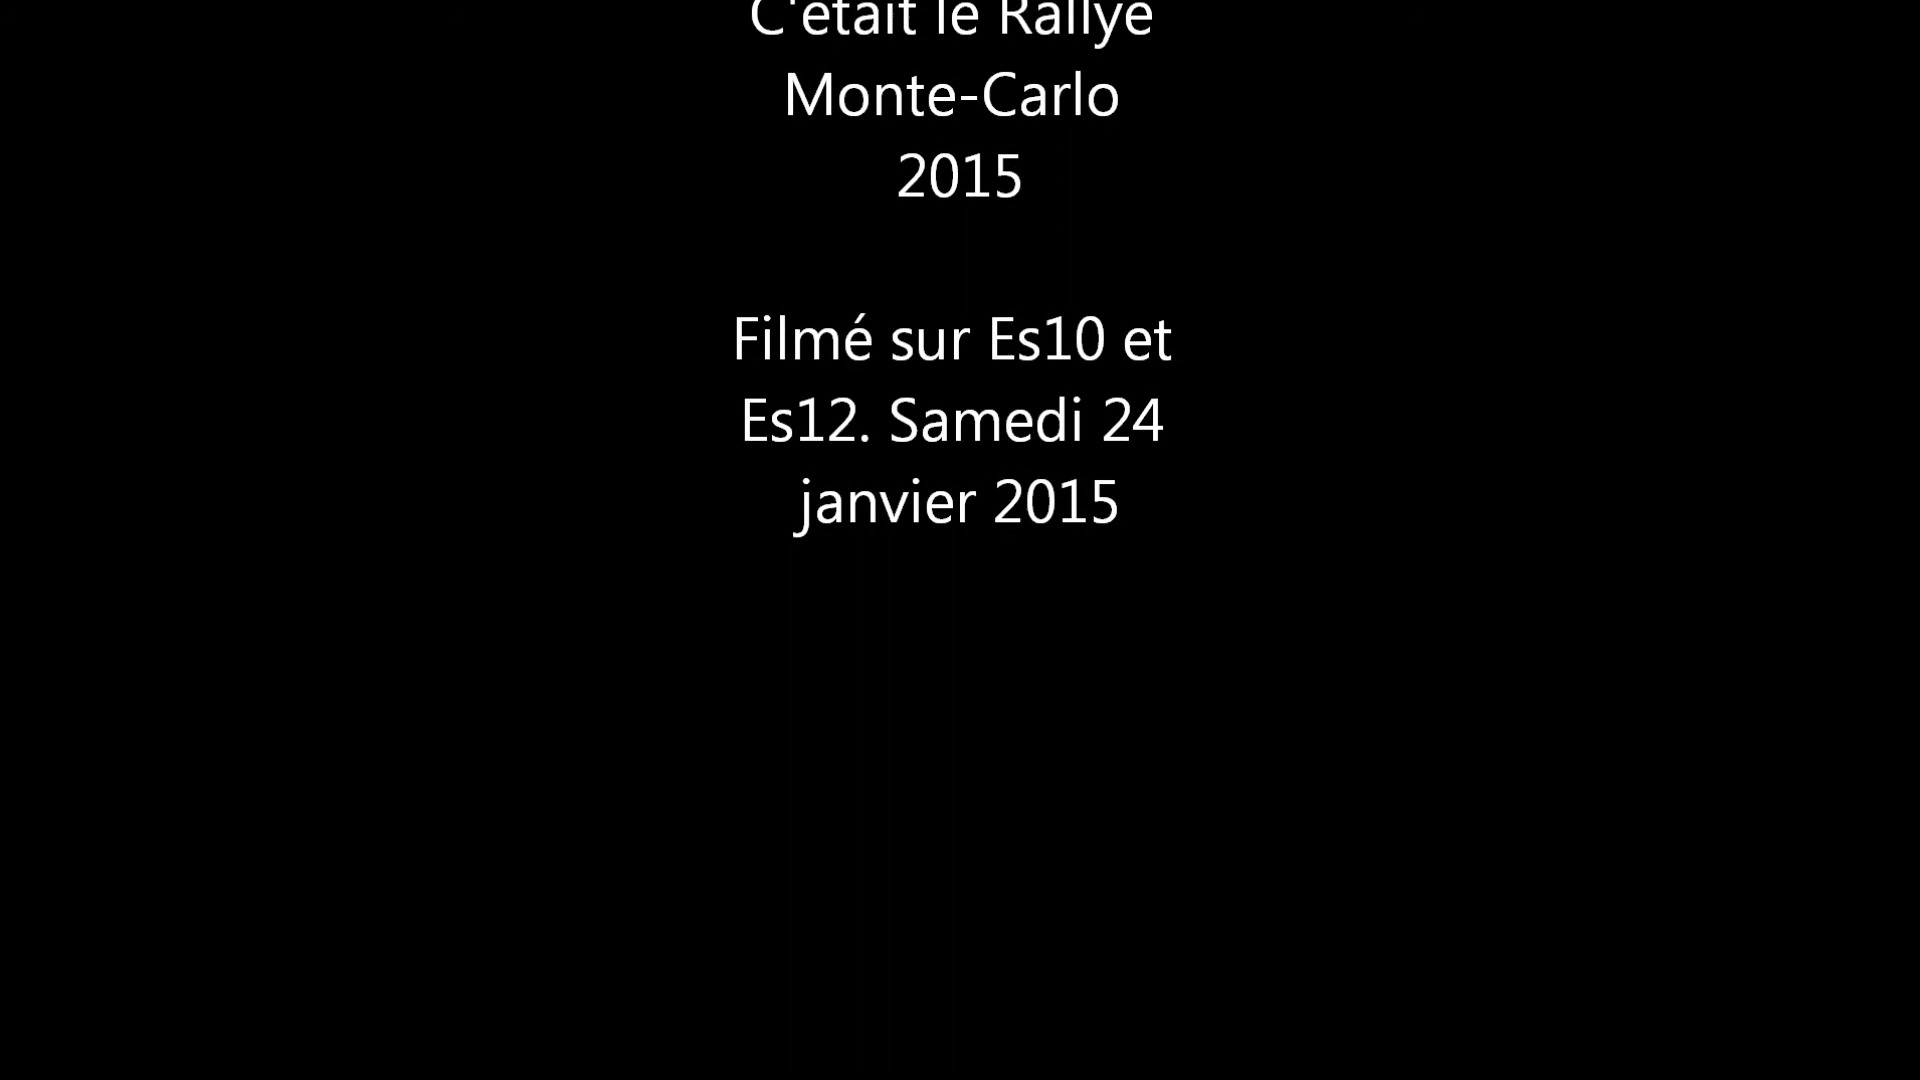 C'était le Rallye
Monte-Carlo
2015
Filmé sur Es10 et
Es12. Samedi 24
janvier 2015